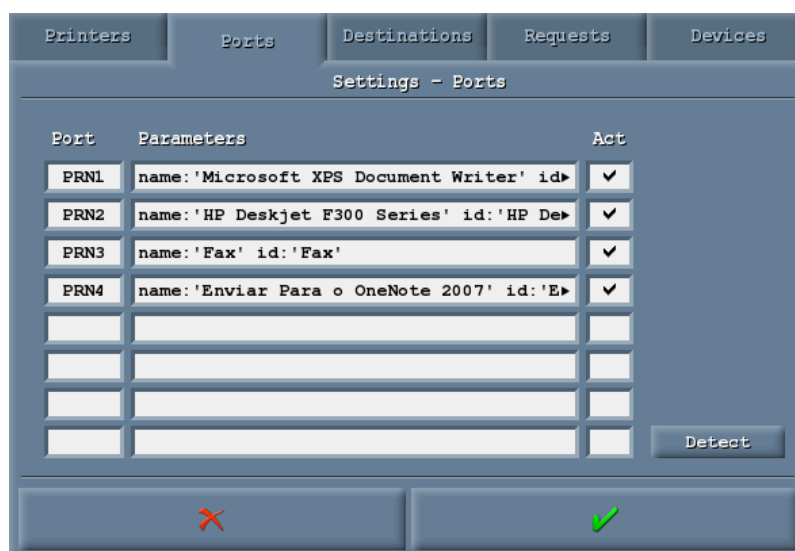 Printers Ports Destinations Requests Devices
Settings - Ports
Port Parameters Act
PRN1 name:'Microsoft XPS Document Writer' id
PRN2 name:'HP Deskjet F300 Series' id:'HP De
PRN3 name:'Fax' id:'Fax'
PRN4 name:'Enviar Para o OneNote 2007' id:'E
Detect